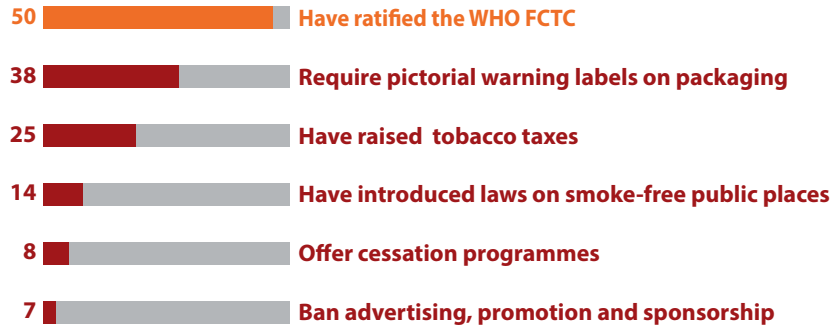 50 Have ratified the WHO FCTC
38 Require pictorial warning labels on packaging
25 Have raised tobacco taxes
14 Have introduced laws on smoke-free public places
8 Offer cessation programmes
7 Ban advertising, promotion and sponsorship